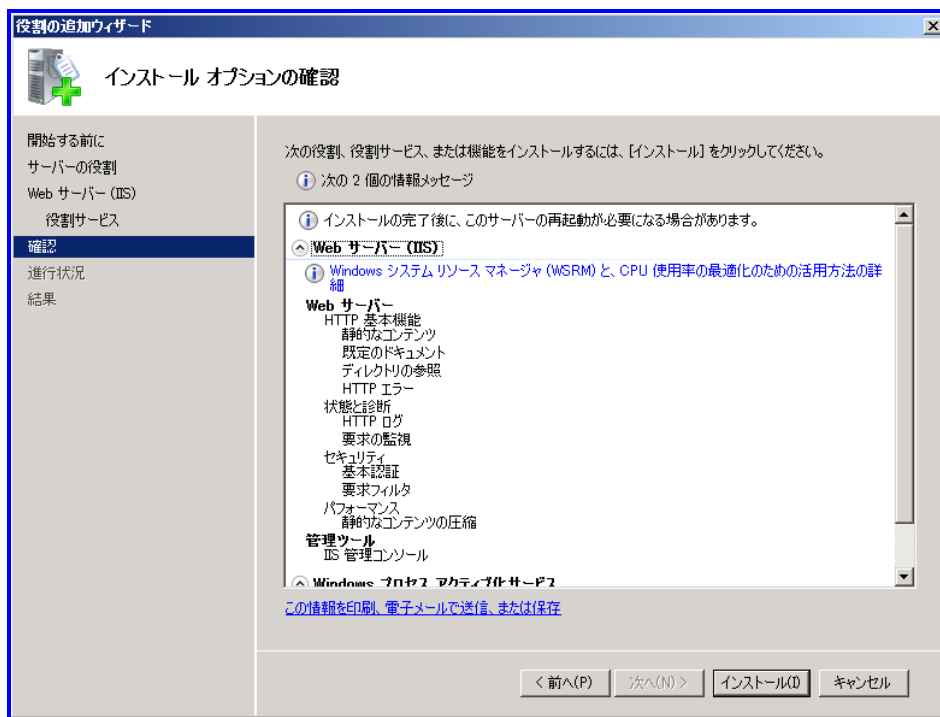 役割の追加ウィザード
インストール オプションの確認
開始する前に
サーバーの役割
Web サーバー (IIS)
役割サービス
確認
進行状況
結果
次の役割、役割サービス、または機能をインストールするには、[インストール] をクリックしてください。
次の 2 個の情報メッセージ
インストールの完了後に、このサーバーの再起動が必要になる場合があります。
Web サーバー (IIS)
Windows システム リソース マネージャ (WSRM) と、CPU 使用率の最適化のための活用方法の詳
細
Web サーバー
HTTP 基本機能
静的なコンテンツ
既定のドキュメント
ディレクトリの参照
HTTP エラー
状態と診断
HTTP ログ
要求の監視
セキュリティ
基本認証
要求フィルタ
パフォーマンス
静的なコンテンツの圧縮
管理ツール
IIS 管理コンソール
Windows プロセス アクティブ化サービス
この情報を印刷、電子メールで送信、または保存
< 前へ(P)
次へ(N) >
インストール(I)
キャンセル